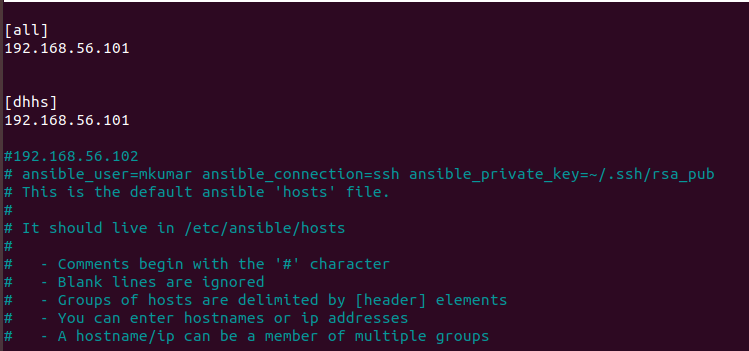 [all]
192.168.56.101
[dhhs]
192.168.56.101
#192.168.56.102
# ansible_user=mkumar ansible_connection=ssh ansible_private_key=~/.ssh/rsa_pub
# This is the default ansible 'hosts' file.
#
# It should live in /etc/ansible/hosts
#
#   - Comments begin with the '#' character
#   - Blank lines are ignored
#   - Groups of hosts are delimited by [header] elements
#   - You can enter hostnames or ip addresses
#   - A hostname/ip can be a member of multiple groups